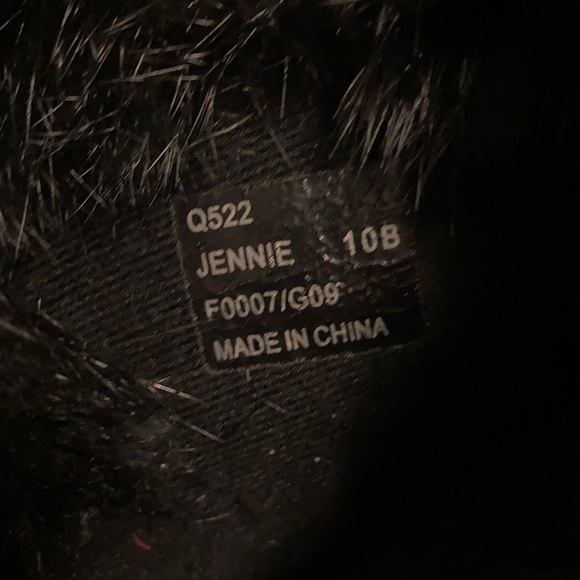 Q522
JENNIE 10B
F0007/G09
MADE IN CHINA